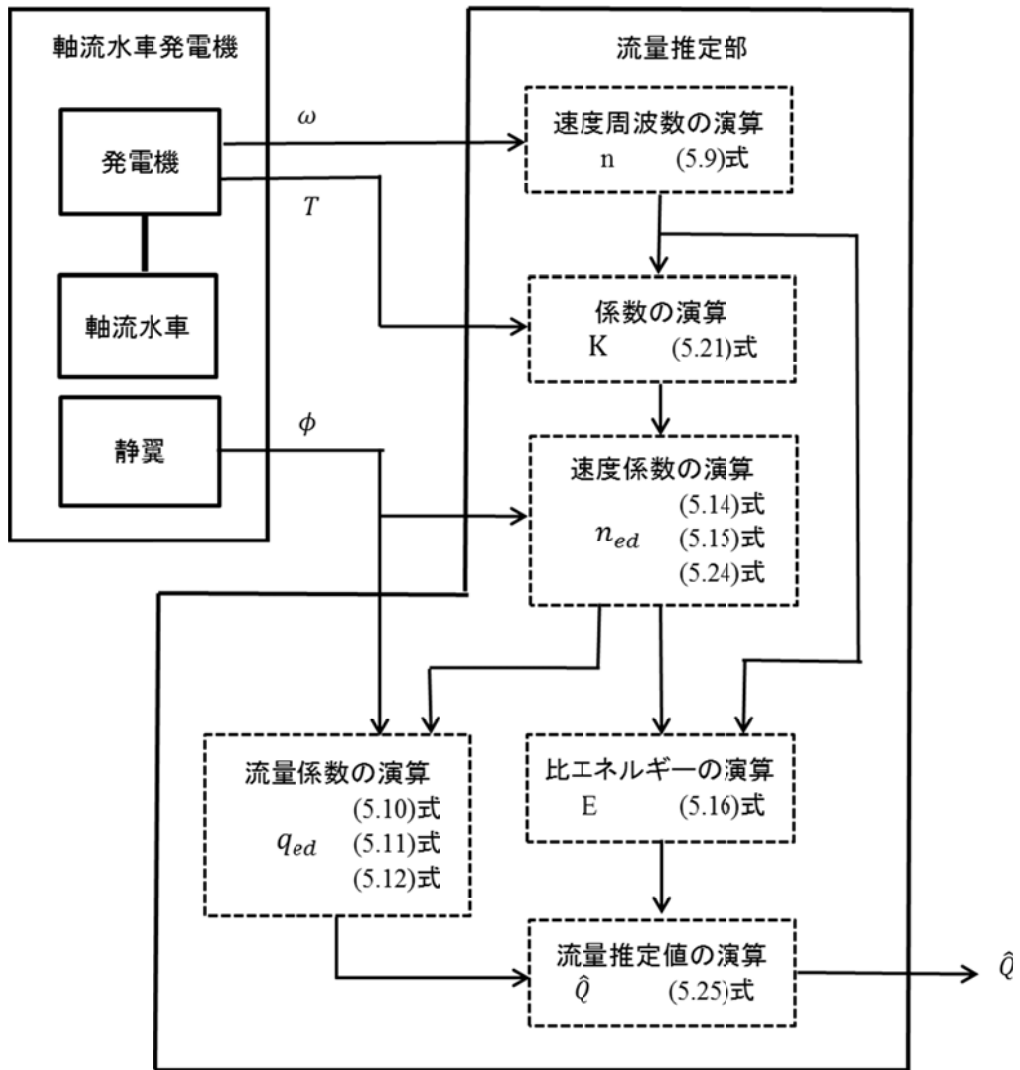 軸流水車発電機
発電機
軸流水車
静翼
ω
T
ϕ
流量推定部
速度周波数の演算
n (5.9)式
係数の演算
K (5.21)式
速度係数の演算
(5.14)式
n_{ed} (5.15)式
(5.24)式
流量係数の演算
(5.10)式
q_{ed} (5.11)式
(5.12)式
比エネルギーの演算
E (5.16)式
流量推定値の演算
Q̂ (5.25)式
Q̂